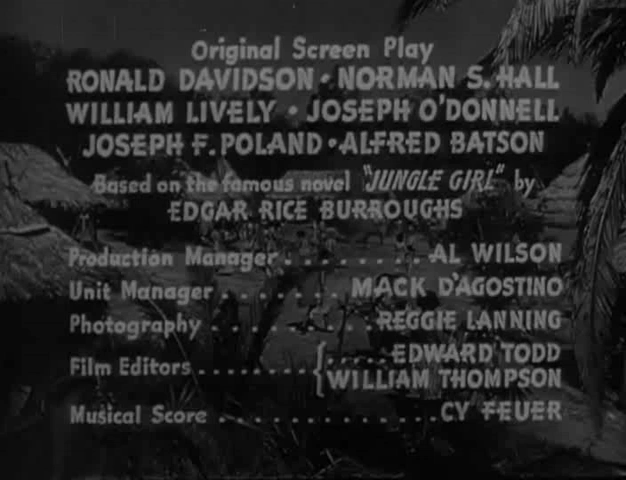 Original Screen Play
RONALD DAVIDSON • NORMAN S. HALL
WILLIAM LIVELY • JOSEPH O'DONNELL
JOSEPH F. POLAND • ALFRED BATSON
Based on the famous novel "JUNGLE GIRL" by
EDGAR RICE BURROUGHS
Production Manager . . . . . . . . AL WILSON
Unit Manager . . . . . . . MACK D'AGOSTINO
Photography . . . . . . . . . REGGIE LANNING
Film Editors . . . . . . . . { . . . . . EDWARD TODD
WILLIAM THOMPSON
Musical Score . . . . . . . . . . . . . CY FEUER